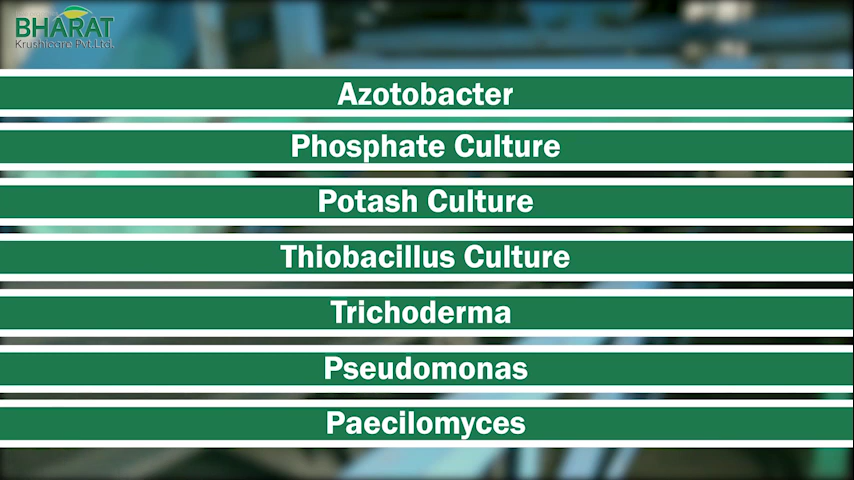 BHARAT
Krushicare Pvt.Ltd.
Azotobacter
Phosphate Culture
Potash Culture
Thiobacillus Culture
Trichoderma
Pseudomonas
Paecilomyces